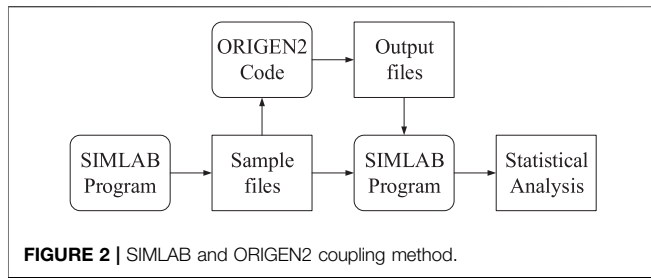 ORIGEN2
Code
Output
files
SIMLAB
Program
Sample
files
SIMLAB
Program
Statistical
Analysis
FIGURE 2 | SIMLAB and ORIGEN2 coupling method.